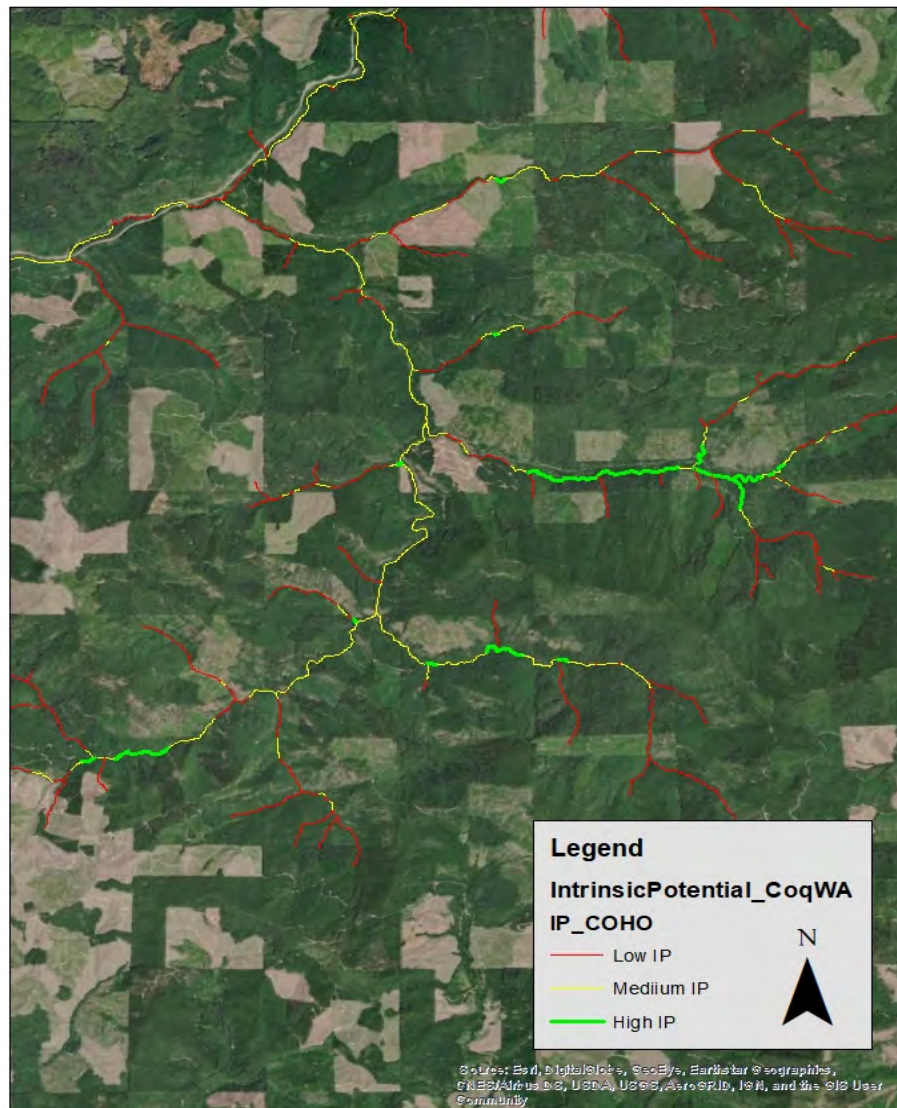 Legend
IntrinsicPotential_CoqWA
IP_COHO
N
Low IP
Mediium IP
High IP
Source: Esri, DigitalGlobe, GeoEye, Earthstar Geographics,
CNES/Airbus DS, USDA, USGS, AeroGRID, IGN, and the GIS User
Community